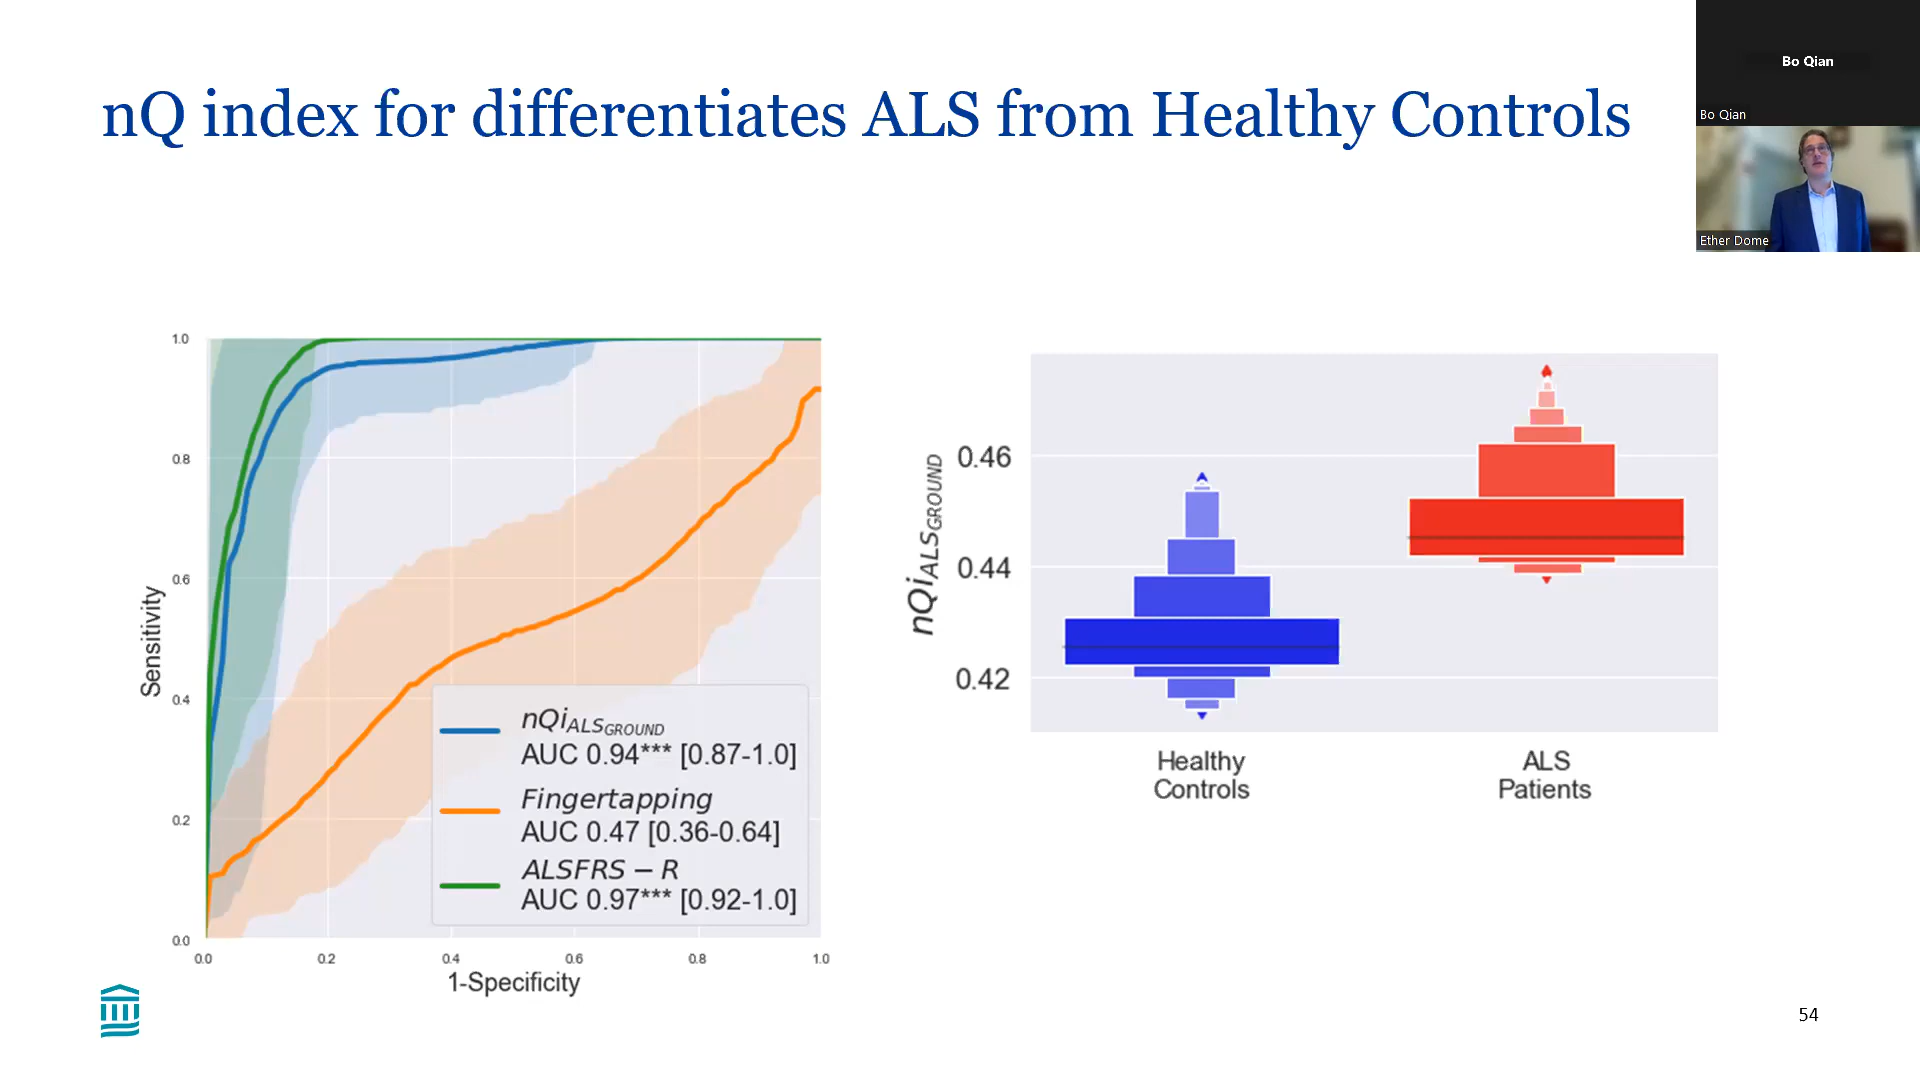 nQ index for differentiates ALS from Healthy Controls
Bo Qian
Bo Qian
Ether Dome
1.0
0.8
0.6
0.4
0.2
0.0
Sensitivity
0.0 0.2 0.4 0.6 0.8 1.0
1-Specificity
nQiALSGROUND
AUC 0.94*** [0.87-1.0]
Fingertapping
AUC 0.47 [0.36-0.64]
ALSFRS – R
AUC 0.97*** [0.92-1.0]
nQiALSGROUND
0.46
0.44
0.42
Healthy
Controls
ALS
Patients
54